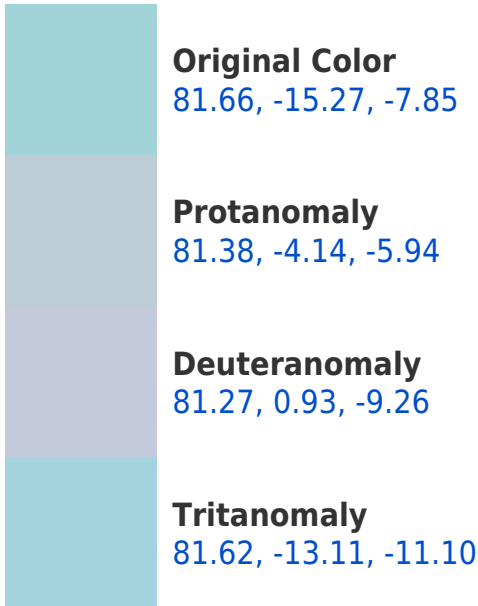 Original Color
81.66, -15.27, -7.85
Protanomaly
81.38, -4.14, -5.94
Deuteranomaly
81.27, 0.93, -9.26
Tritanomaly
81.62, -13.11, -11.10